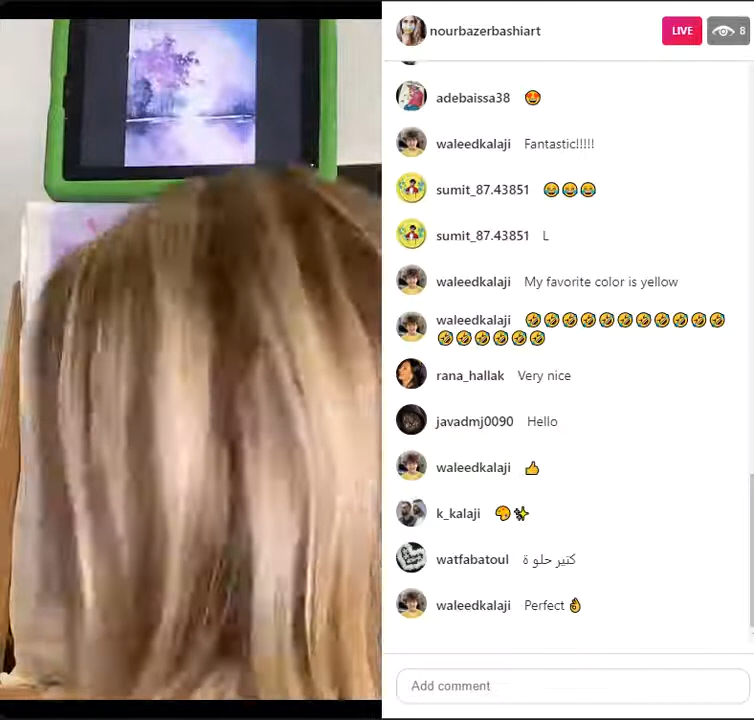 nourbazerbashiart LIVE 8
adebaissa38 😍
waleedkalaji Fantastic!!!!!
sumit_87.43851 😂😂😂
sumit_87.43851 L
waleedkalaji My favorite color is yellow
waleedkalaji 🤣🤣🤣🤣🤣🤣🤣🤣🤣🤣🤣
🤣🤣🤣🤣🤣🤣
rana_hallak Very nice
javadmj0090 Hello
waleedkalaji 👍
k_kalaji 🎨✨
watfabatoul كتير حلو ة
waleedkalaji Perfect👌
Add comment